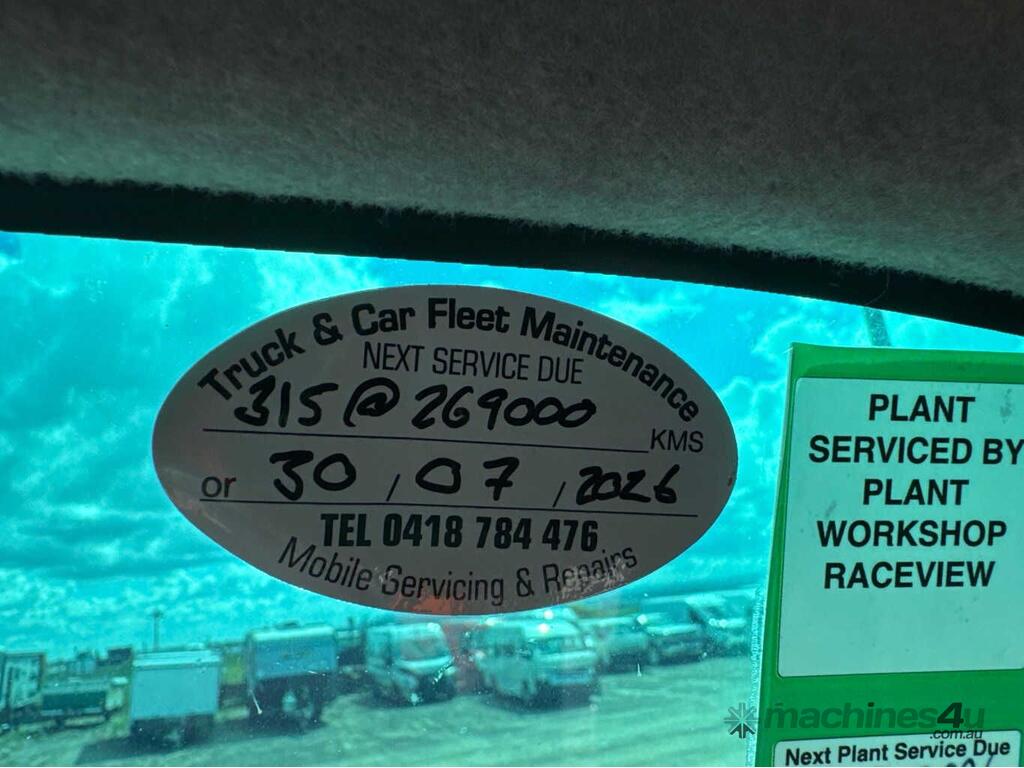 Truck & Car Fleet Maintenance
NEXT SERVICE DUE
315 @ 269000 KMS
or 30 / 07 / 2026
TEL 0418 784 476
Mobile Servicing & Repairs
PLANT
SERVICED BY
PLANT
WORKSHOP
RACEVIEW
Next Plant Service Due
machines4u
.com.au